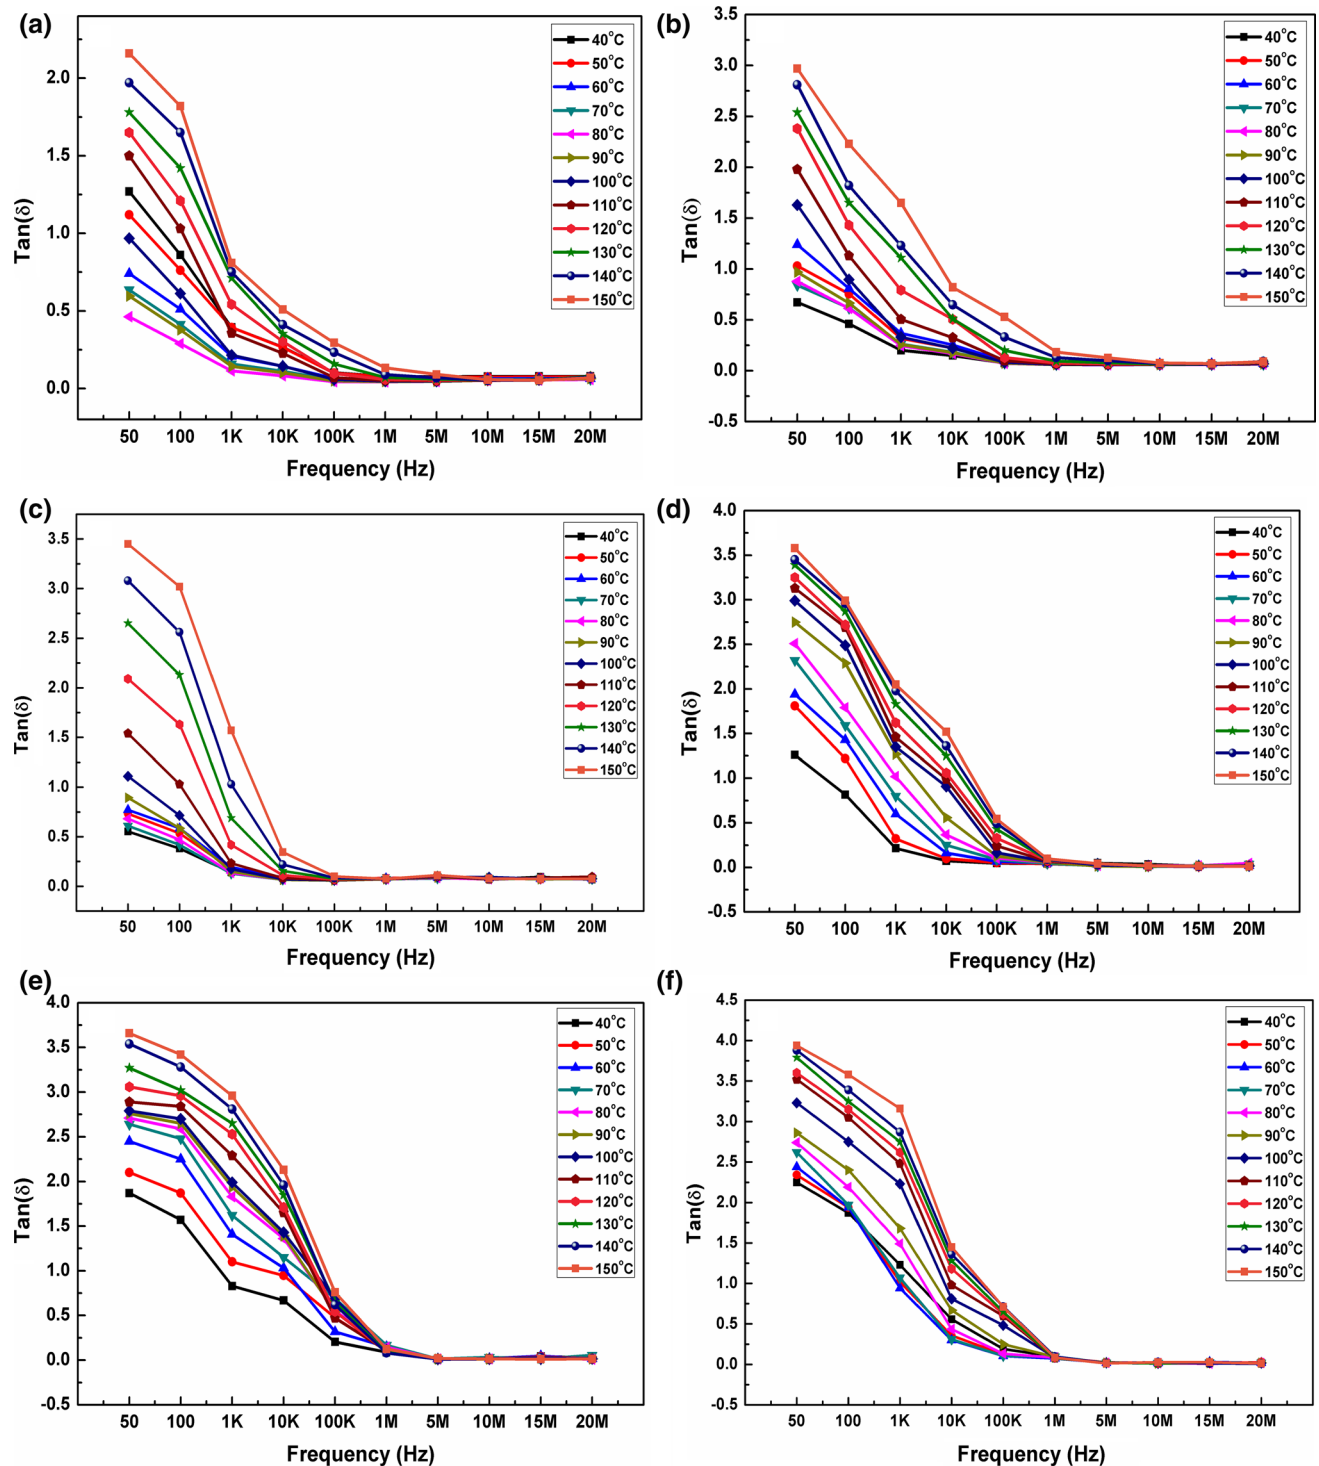 (a)
Tan(δ)
2.0
1.5
1.0
0.5
0.0
40°C
50°C
60°C
70°C
80°C
90°C
100°C
110°C
120°C
130°C
140°C
150°C
50 100 1K 10K 100K 1M 5M 10M 15M 20M
Frequency (Hz)
(b)
Tan(δ)
3.5
3.0
2.5
2.0
1.5
1.0
0.5
0.0
-0.5
40°C
50°C
60°C
70°C
80°C
90°C
100°C
110°C
120°C
130°C
140°C
150°C
50 100 1K 10K 100K 1M 5M 10M 15M 20M
Frequency (Hz)
(c)
Tan(δ)
3.5
3.0
2.5
2.0
1.5
1.0
0.5
0.0
40°C
50°C
60°C
70°C
80°C
90°C
100°C
110°C
120°C
130°C
140°C
150°C
50 100 1K 10K 100K 1M 5M 10M 15M 20M
Frequency (Hz)
(d)
Tan(δ)
4.0
3.5
3.0
2.5
2.0
1.5
1.0
0.5
0.0
-0.5
40°C
50°C
60°C
70°C
80°C
90°C
100°C
110°C
120°C
130°C
140°C
150°C
50 100 1K 10K 100K 1M 5M 10M 15M 20M
Frequency (Hz)
(e)
Tan(δ)
4.0
3.5
3.0
2.5
2.0
1.5
1.0
0.5
0.0
-0.5
40°C
50°C
60°C
70°C
80°C
90°C
100°C
110°C
120°C
130°C
140°C
150°C
50 100 1K 10K 100K 1M 5M 10M 15M 20M
Frequency (Hz)
(f)
Tan(δ)
4.5
4.0
3.5
3.0
2.5
2.0
1.5
1.0
0.5
0.0
-0.5
40°C
50°C
60°C
70°C
80°C
90°C
100°C
110°C
120°C
130°C
140°C
150°C
50 100 1K 10K 100K 1M 5M 10M 15M 20M
Frequency (Hz)